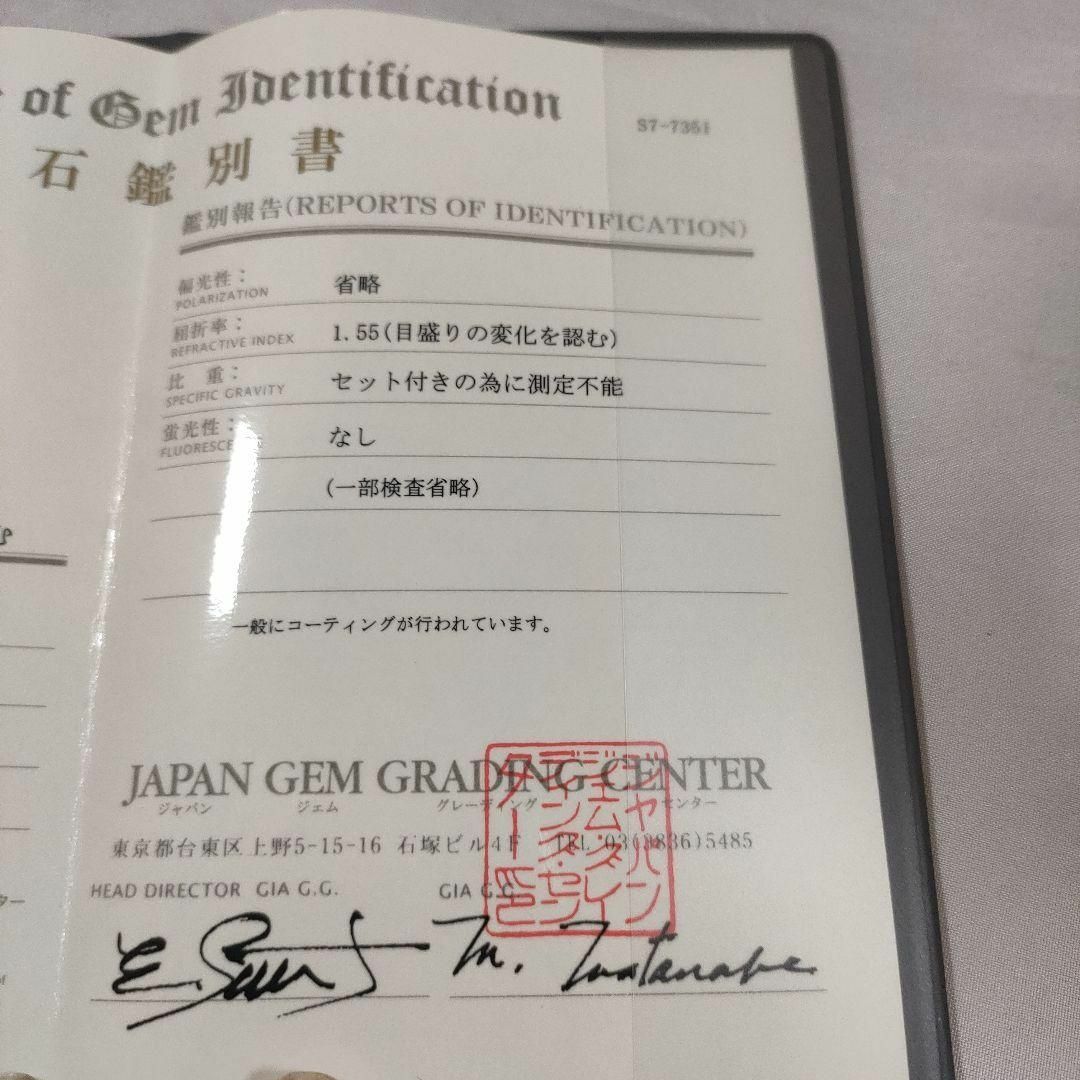 of Gem Identification
S7-7351
石鑑別書
鑑別報告(REPORTS OF IDENTIFICATION)
偏光性: 省略
POLARIZATION
屈折率: 1.55(目盛りの変化を認む)
REFRACTIVE INDEX
比 重: セット付きの為に測定不能
SPECIFIC GRAVITY
蛍光性: なし
(一部検査省略)
一般にコーティングが行われています。
JAPAN GEM GRADING CENTER
ジャパン ジェム グレーディング センター
東京都台東区上野5-15-16 石塚ビル4F TEL 03(3836)5485
HEAD DIRECTOR GIA G.G. GIA G.G.
M. Watanabe